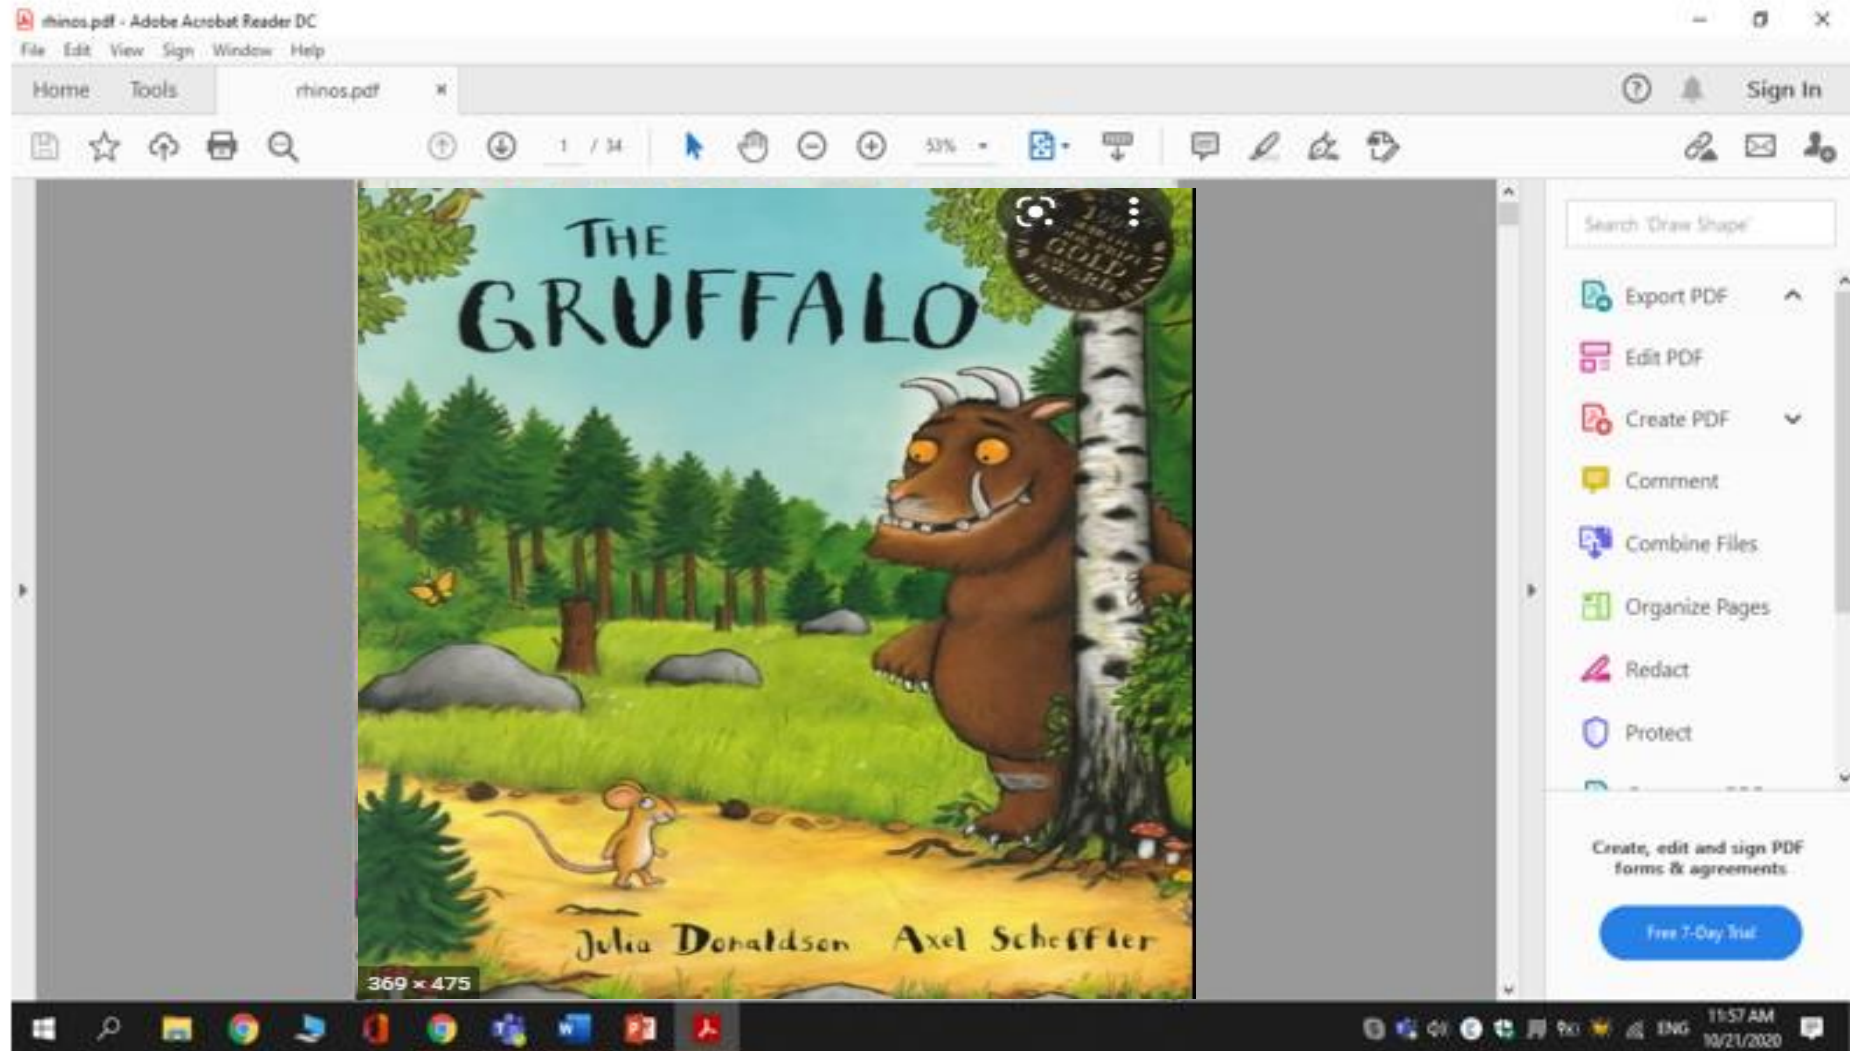 rhinos.pdf - Adobe Acrobat Reader DC
File Edit View Sign Window Help
Home Tools rhinos.pdf × ? Sign In
1 / 34 53%
Search 'Draw Shape'
Export PDF
Edit PDF
Create PDF
Comment
Combine Files
Organize Pages
Redact
Protect
Create, edit and sign PDF
forms & agreements
Free 7-Day Trial
THE
GRUFFALO
GOLD
AWARD
Julia Donaldson Axel Scheffler
369 × 475
ENG 11:57 AM
10/21/2020